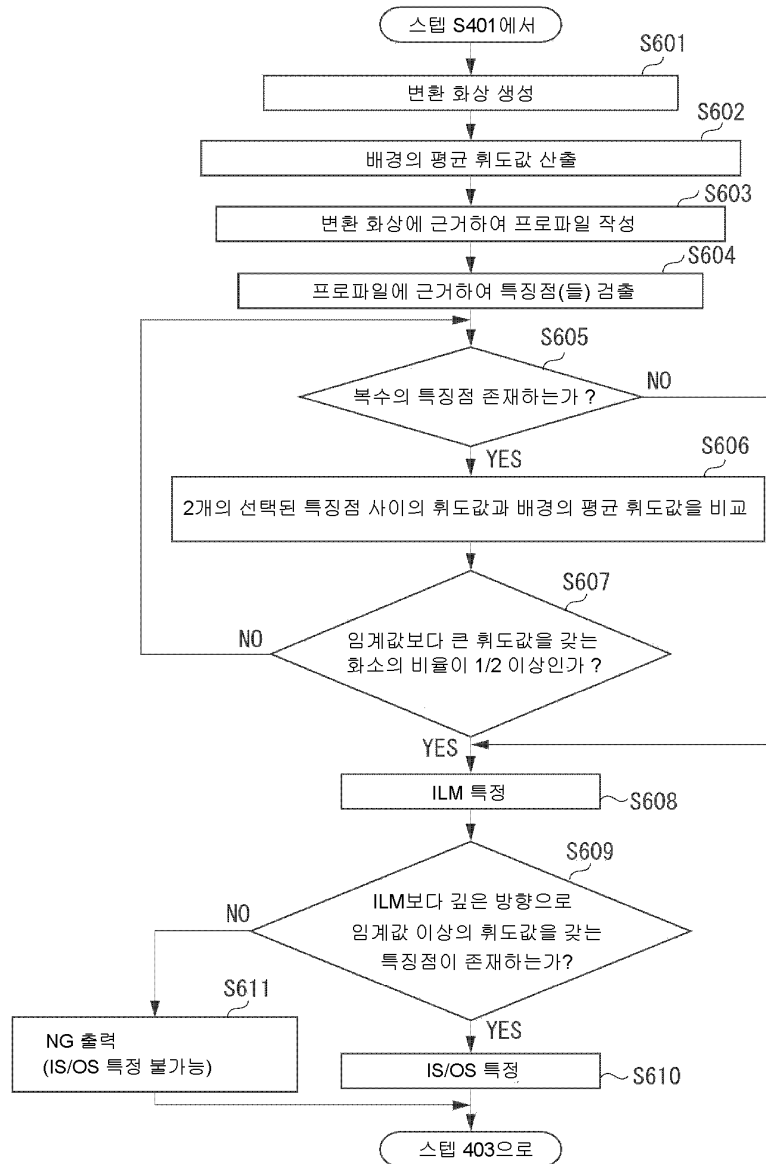 스텝 S401에서
S601
변환 화상 생성
S602
배경의 평균 휘도값 산출
S603
변환 화상에 근거하여 프로파일 작성
S604
프로파일에 근거하여 특징점(들) 검출
S605
복수의 특징점 존재하는가 ?
NO
YES
S606
2개의 선택된 특징점 사이의 휘도값과 배경의 평균 휘도값을 비교
S607
NO
임계값보다 큰 휘도값을 갖는
화소의 비율이 1/2 이상인가 ?
YES
ILM 특정
S608
S609
NO
ILM보다 깊은 방향으로
임계값 이상의 휘도값을 갖는
특징점이 존재하는가?
S611
YES
NG 출력
(IS/OS 특정 불가능)
IS/OS 특정
S610
스텝 403으로